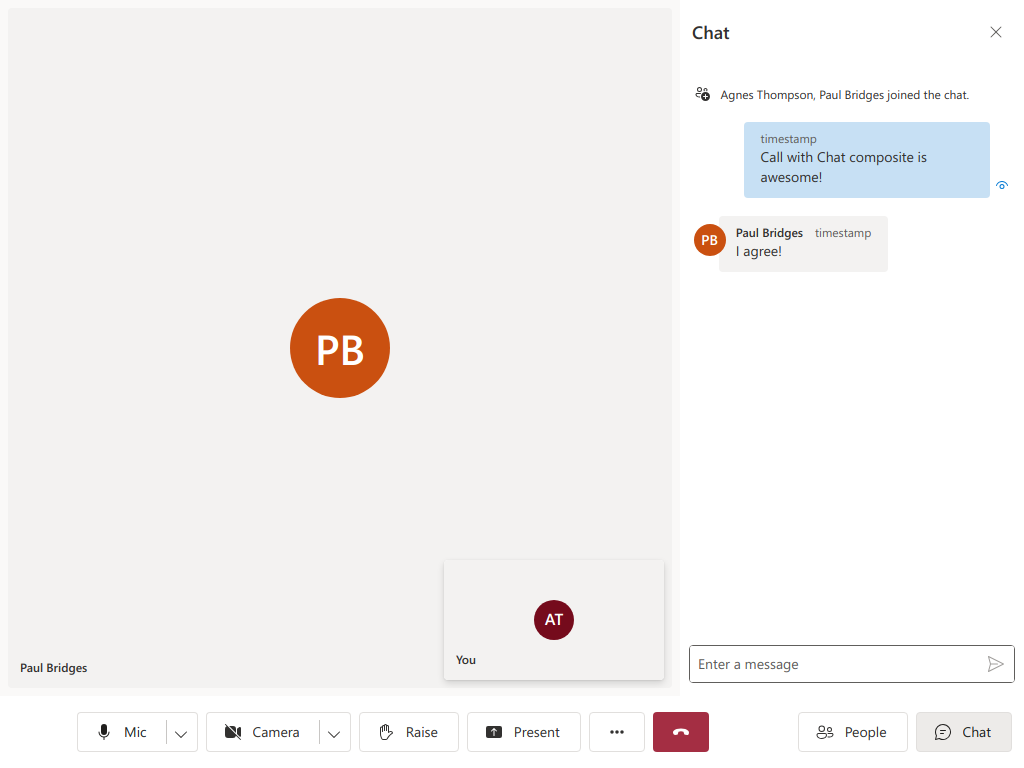 Chat
Agnes Thompson, Paul Bridges joined the chat.
timestamp
Call with Chat composite is
awesome!
PB
Paul Bridges timestamp
I agree!
PB
AT
You
Paul Bridges
Enter a message
Mic
Camera
Raise
Present
People
Chat